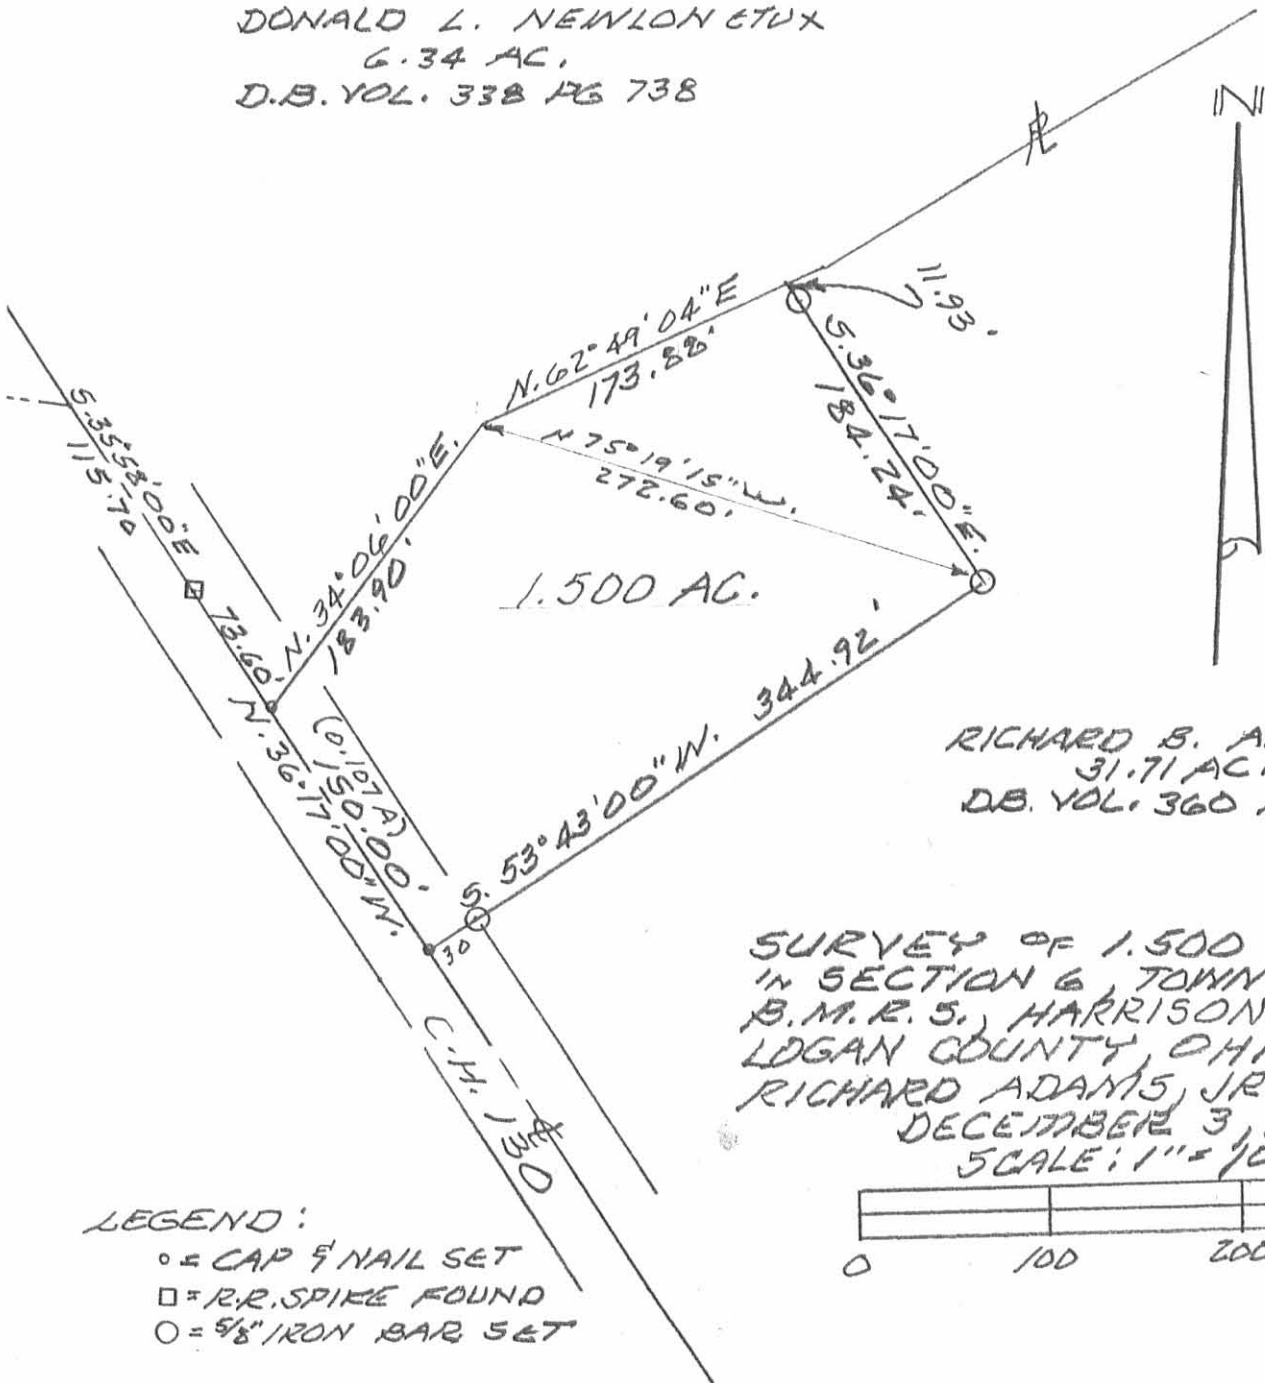 DONALD L. NEWLON ETUX
6.34 AC.
D.B. VOL. 338 PG 738
N
PL
11.93'
N. 62° 49' 04" E
173.88'
S. 36° 17' 00" E.
184.24'
N 75° 19' 15" W.
272.60'
S. 35° 58' 00" E
115.70
73.60'
N. 34° 06' 00" E.
183.90'
1.500 AC.
(0.107 A)
150.00'
N. 36° 17' 00" W.
S. 53° 43' 00" W. 344.92'
30
RICHARD B.
31.71 AC.
D.B. VOL. 360
C.H. 130
SURVEY OF 1.500
IN SECTION 6, TOWN
B.M.R.S., HARRISON
LOGAN COUNTY,
RICHARD ADAMS, JR
DECEMBER 3,
SCALE: 1" =
0 100 200
LEGEND:
o = CAP & NAIL SET
□ = R.R. SPIKE FOUND
O = 5/8" IRON BAR SET